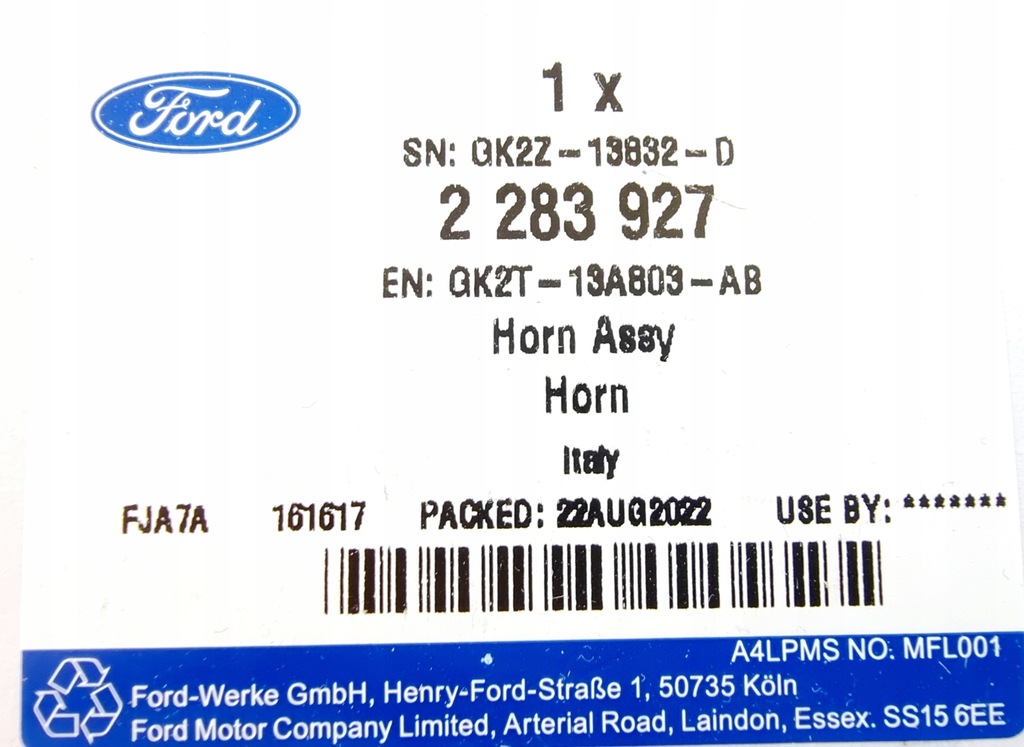 Ford
1 x
SN: GK2Z-13832-D
2 283 927
EN: GK2T-13A803-AB
Horn Assy
Horn
Italy
FJA7A 161617 PACKED: 22AUG2022 USE BY: *******
A4LPMS NO: MFL001
Ford-Werke GmbH, Henry-Ford-Straße 1, 50735 Köln
Ford Motor Company Limited, Arterial Road, Laindon, Essex. SS15 6EE